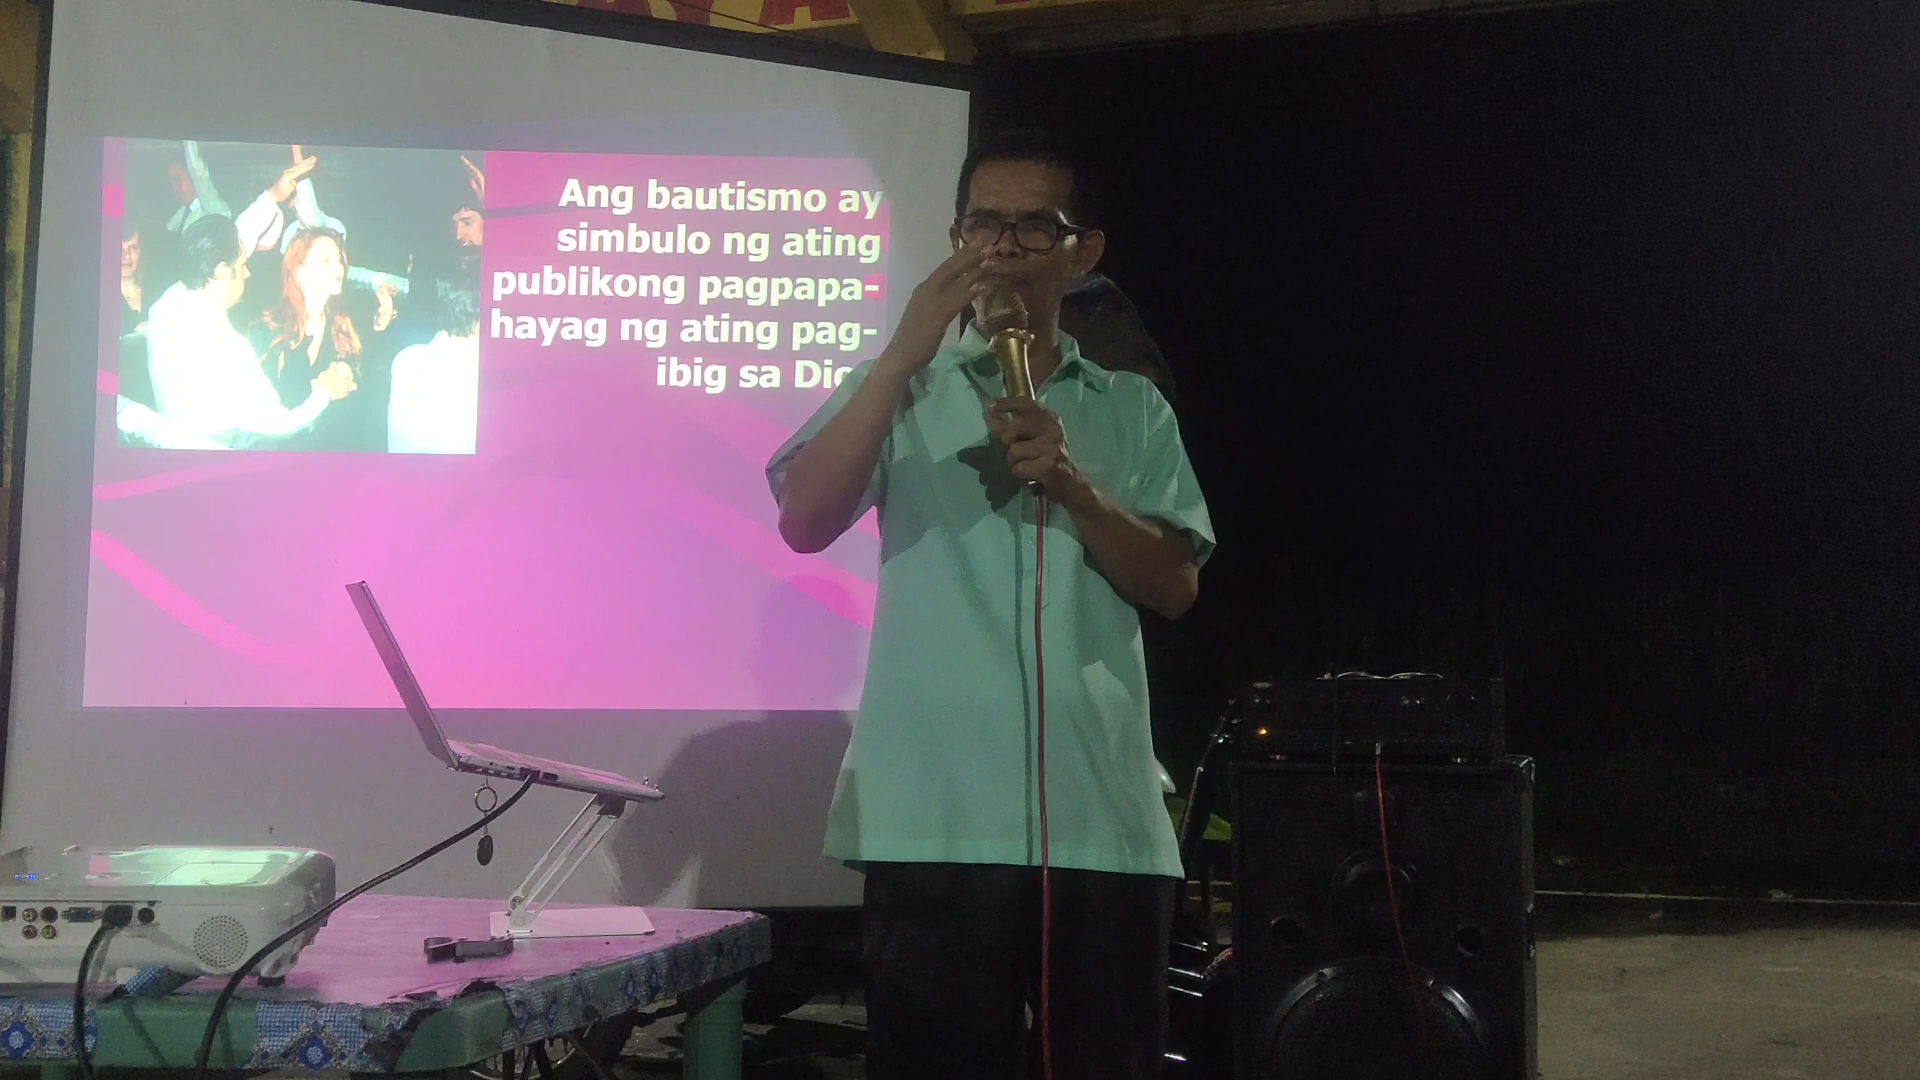 Ang bautismo ay
simbulo ng ating
publikong pagpapa-
hayag ng ating pag-
ibig sa